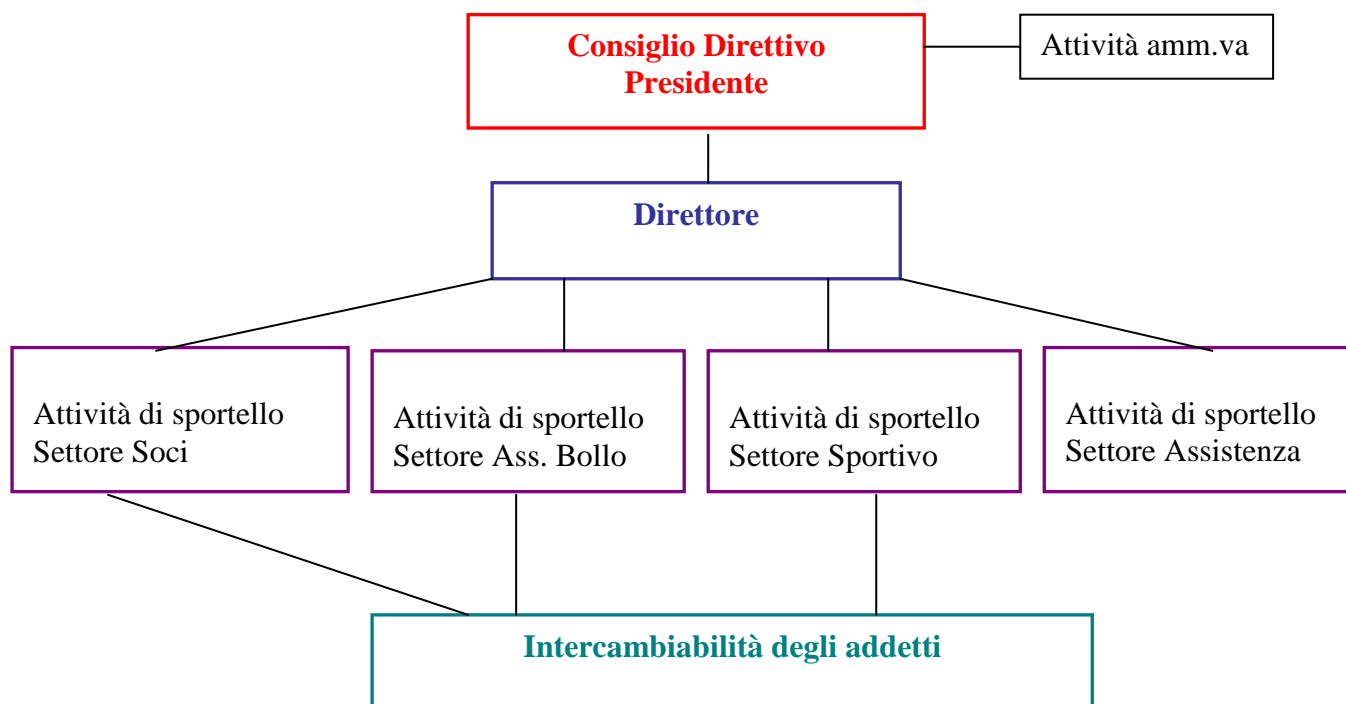 Consiglio Direttivo
Presidente
Attività amm.va
Direttore
Attività di sportello
Settore Soci
Attività di sportello
Settore Ass. Bollo
Attività di sportello
Settore Sportivo
Attività di sportello
Settore Assistenza
Intercambiabilità degli addetti